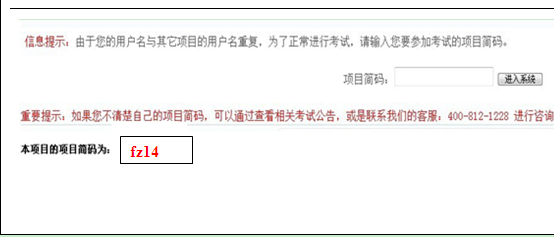 信息提示：由于您的用户名与其它项目的用户名重复，为了正常进行考试，请输入您要参加考试的项目简码。
项目简码： 进入系统
重要提示：如果您不清楚自己的项目简码，可以通过查看相关考试公告，或是联系我们的客服：400-812-1228 进行咨询
本项目的项目简码为： fz14